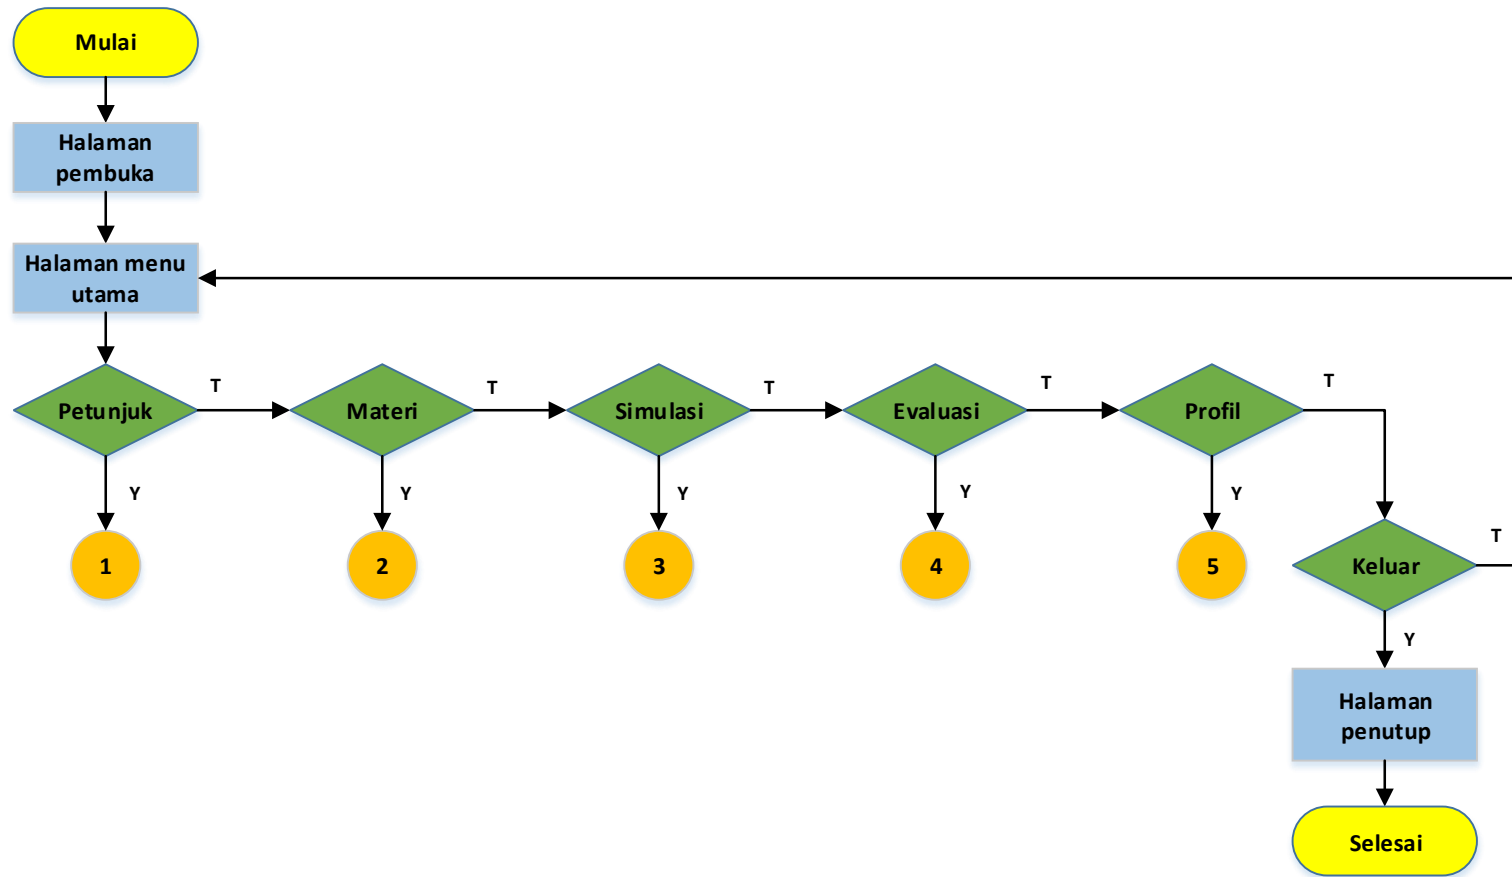 Mulai
Halaman
pembuka
Halaman menu
utama
Petunjuk
T
Materi
T
Simulasi
T
Evaluasi
T
Profil
T
Y
Y
Y
Y
Y
1
2
3
4
5
Keluar
T
Y
Halaman
penutup
Selesai